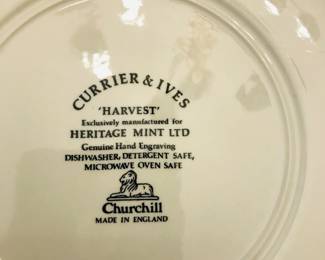 CURRIER & IVES
'HARVEST'
Exclusively manufactured for
HERITAGE MINT LTD
Genuine Hand Engraving
DISHWASHER, DETERGENT SAFE,
MICROWAVE OVEN SAFE
Churchill
MADE IN ENGLAND